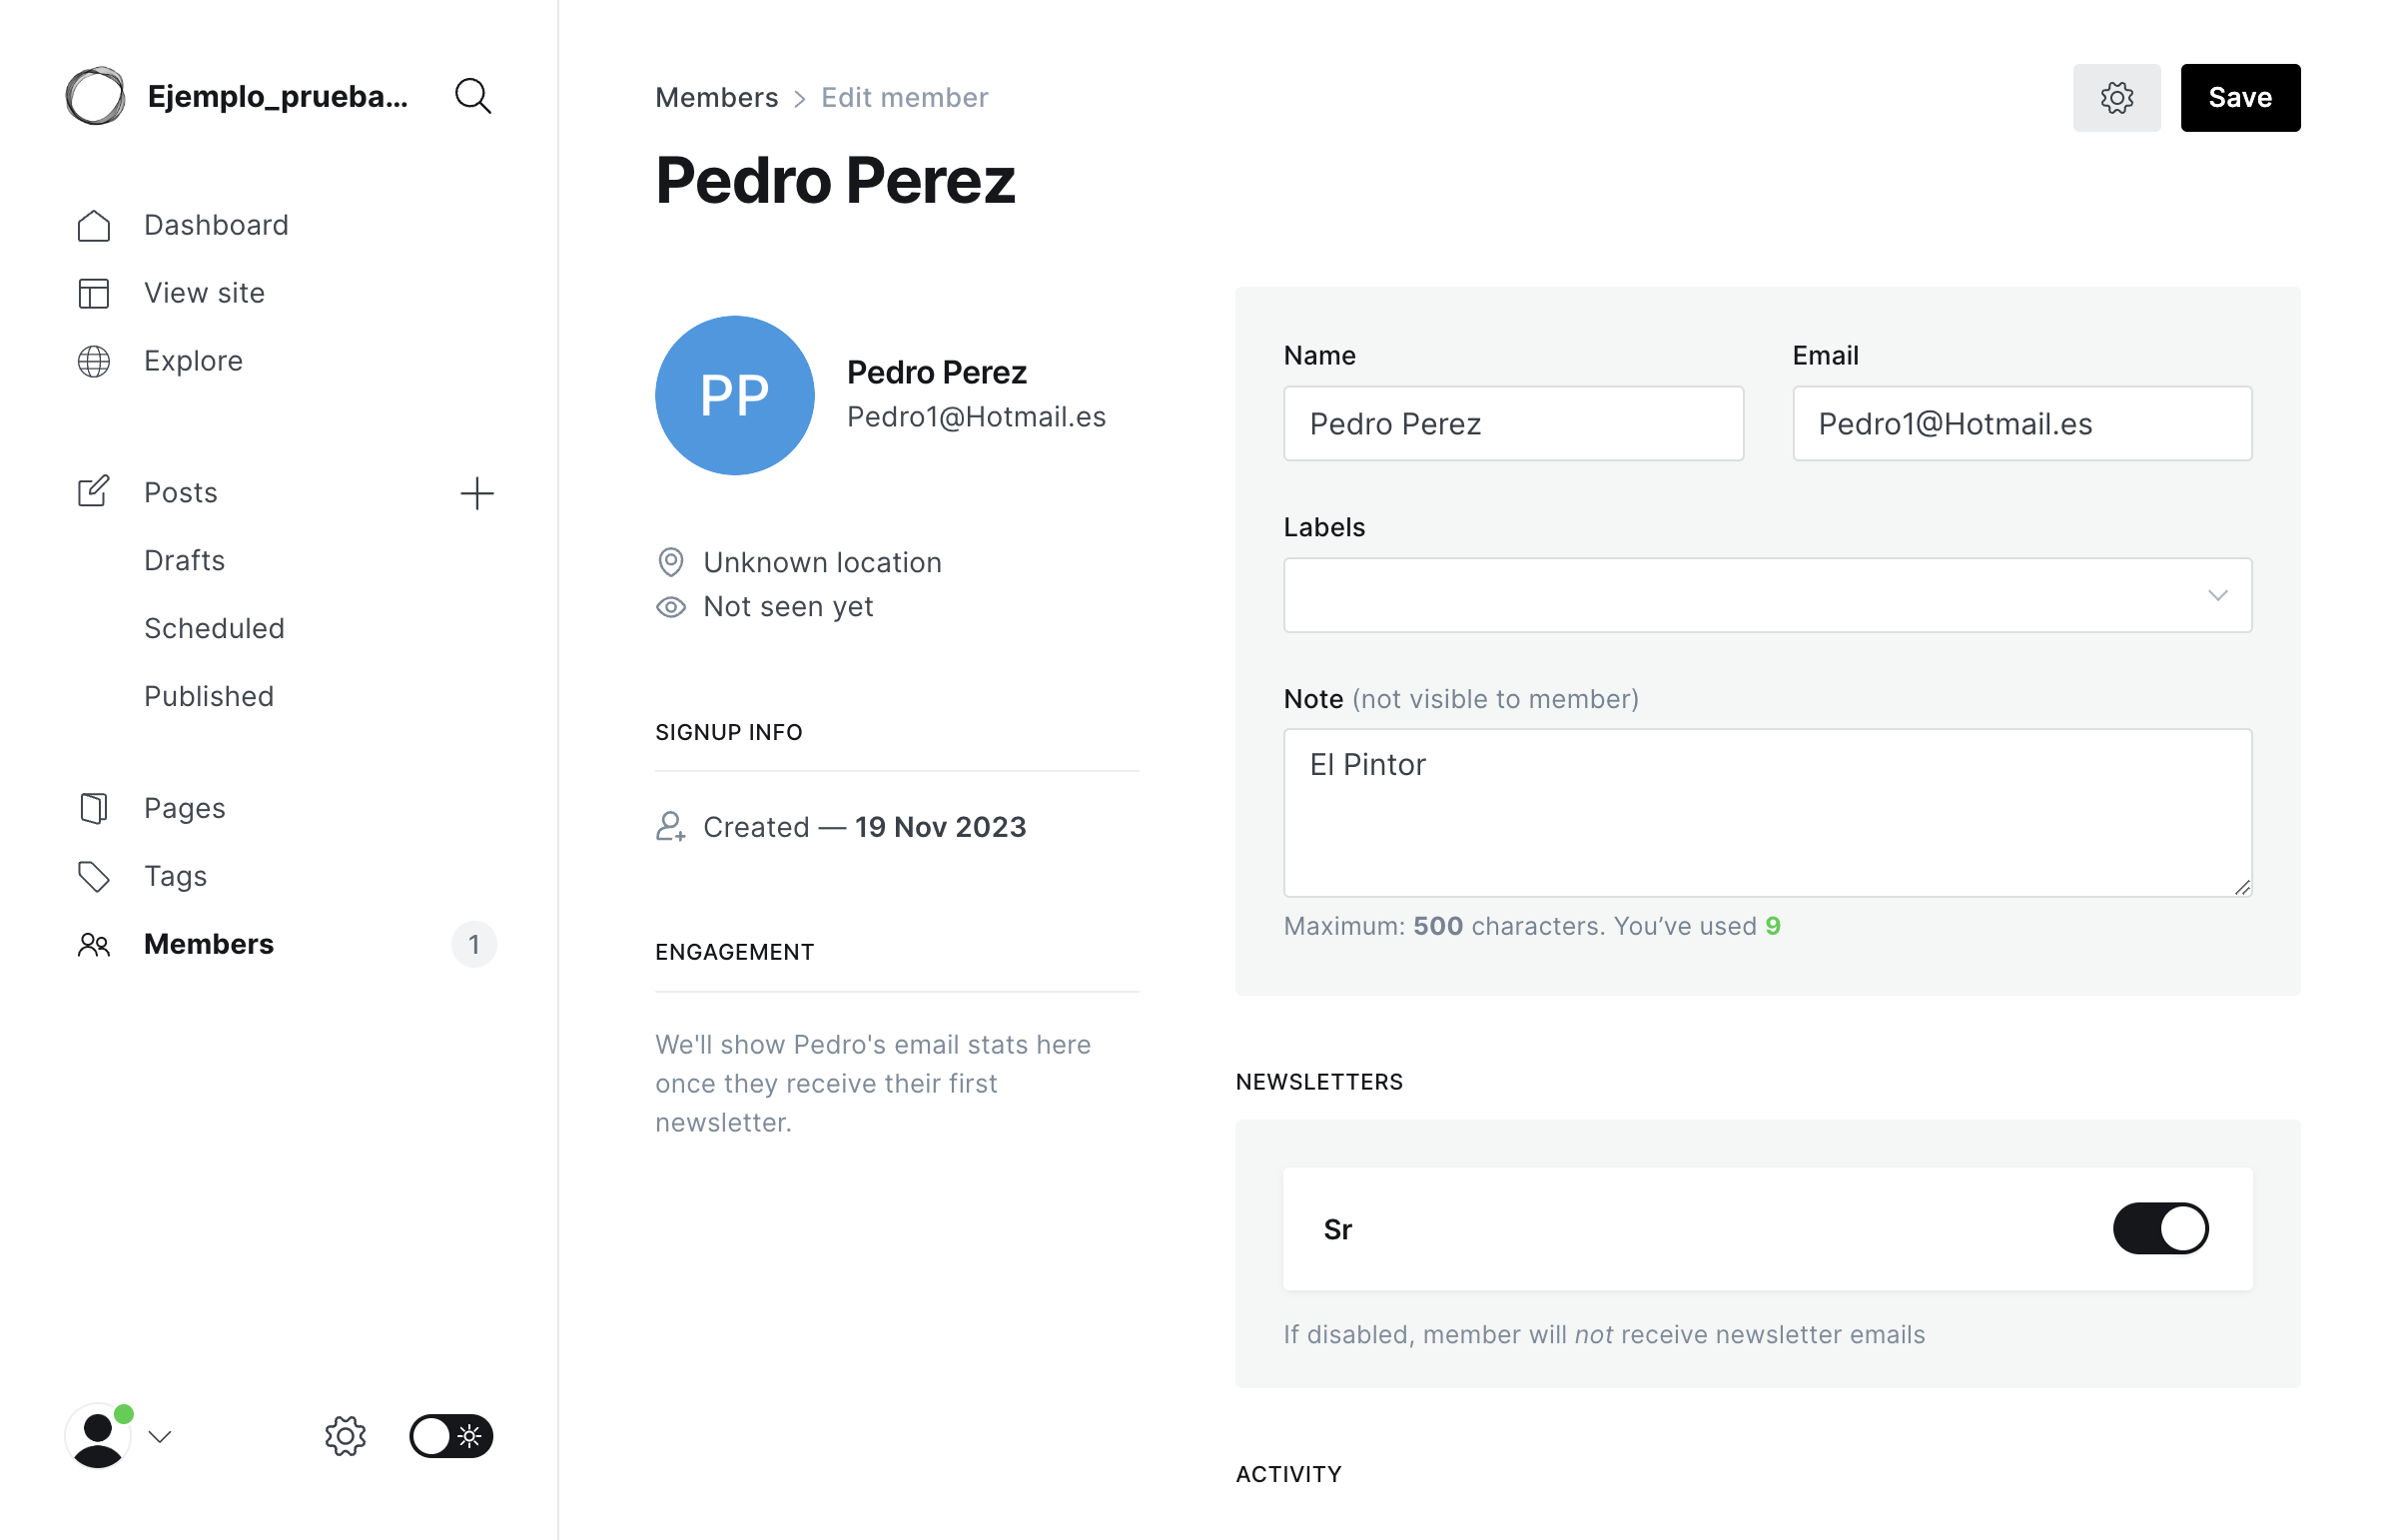 Ejemplo_prueba...
Dashboard
View site
Explore
Posts
Drafts
Scheduled
Published
Pages
Tags
Members 1
Members > Edit member
Save
Pedro Perez
PP
Pedro Perez
Pedro1@Hotmail.es
Unknown location
Not seen yet
SIGNUP INFO
Created — 19 Nov 2023
ENGAGEMENT
We'll show Pedro's email stats here
once they receive their first
newsletter.
Name Email
Pedro Perez Pedro1@Hotmail.es
Labels
Note (not visible to member)
El Pintor
Maximum: 500 characters. You’ve used 9
NEWSLETTERS
Sr
If disabled, member will not receive newsletter emails
ACTIVITY